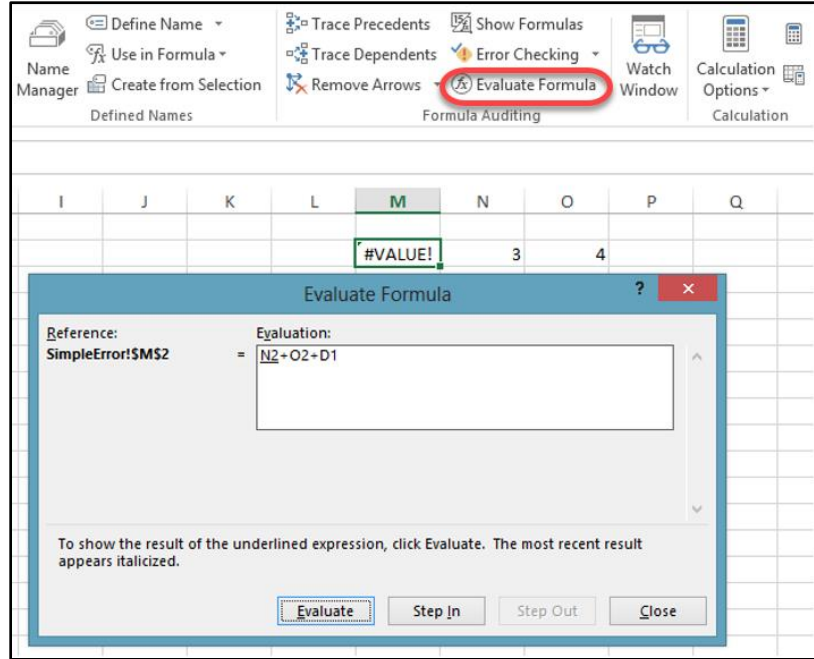 Define Name
Use in Formula
Create from Selection
Name
Manager
Defined Names
Trace Precedents
Trace Dependents
Remove Arrows
Show Formulas
Error Checking
Evaluate Formula
Formula Auditing
Watch
Window
Calculation
Options
Calculation
I J K L M N O P Q
#VALUE! 3 4
Evaluate Formula ?
Reference: Evaluation:
SimpleError!$M$2 = N2+O2+D1
To show the result of the underlined expression, click Evaluate. The most recent result
appears italicized.
Evaluate Step In Step Out Close